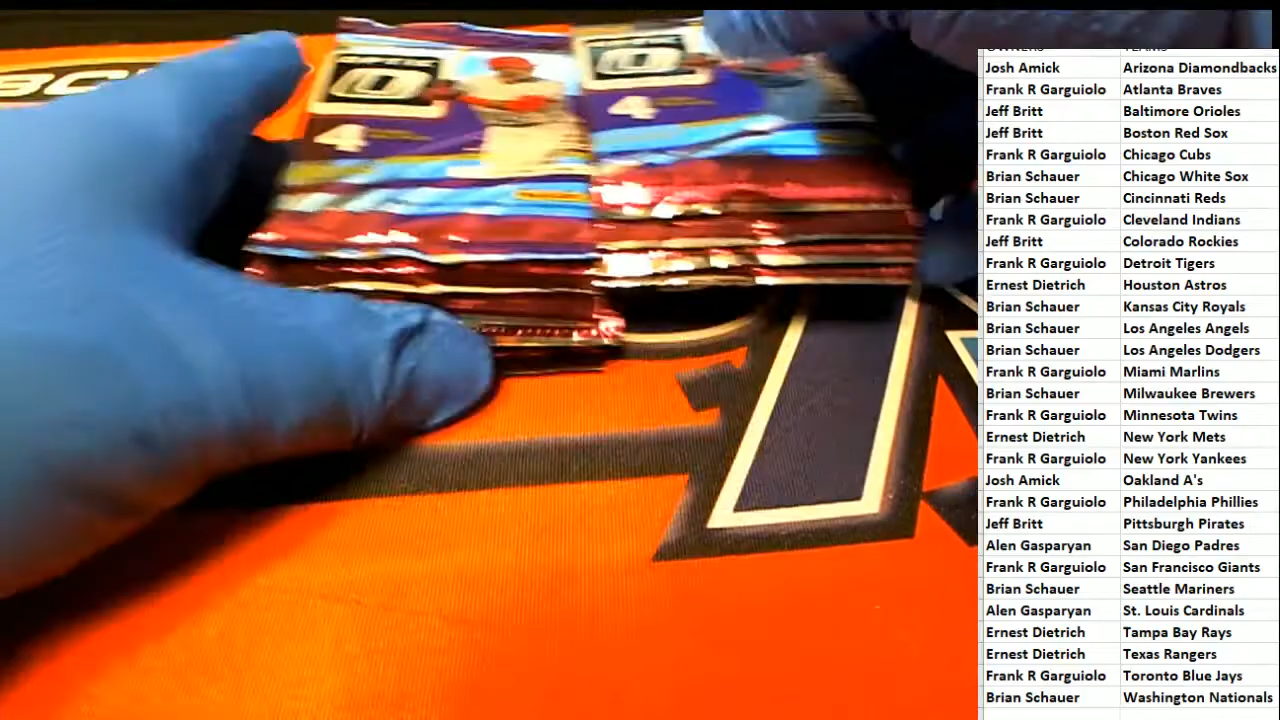 Josh Amick Arizona Diamondbacks
Frank R Garguiolo Atlanta Braves
Jeff Britt Baltimore Orioles
Jeff Britt Boston Red Sox
Frank R Garguiolo Chicago Cubs
Brian Schauer Chicago White Sox
Brian Schauer Cincinnati Reds
Frank R Garguiolo Cleveland Indians
Jeff Britt Colorado Rockies
Frank R Garguiolo Detroit Tigers
Ernest Dietrich Houston Astros
Brian Schauer Kansas City Royals
Brian Schauer Los Angeles Angels
Brian Schauer Los Angeles Dodgers
Frank R Garguiolo Miami Marlins
Brian Schauer Milwaukee Brewers
Frank R Garguiolo Minnesota Twins
Ernest Dietrich New York Mets
Frank R Garguiolo New York Yankees
Josh Amick Oakland A's
Frank R Garguiolo Philadelphia Phillies
Jeff Britt Pittsburgh Pirates
Alen Gasparyan San Diego Padres
Frank R Garguiolo San Francisco Giants
Brian Schauer Seattle Mariners
Alen Gasparyan St. Louis Cardinals
Ernest Dietrich Tampa Bay Rays
Ernest Dietrich Texas Rangers
Frank R Garguiolo Toronto Blue Jays
Brian Schauer Washington Nationals
4
4